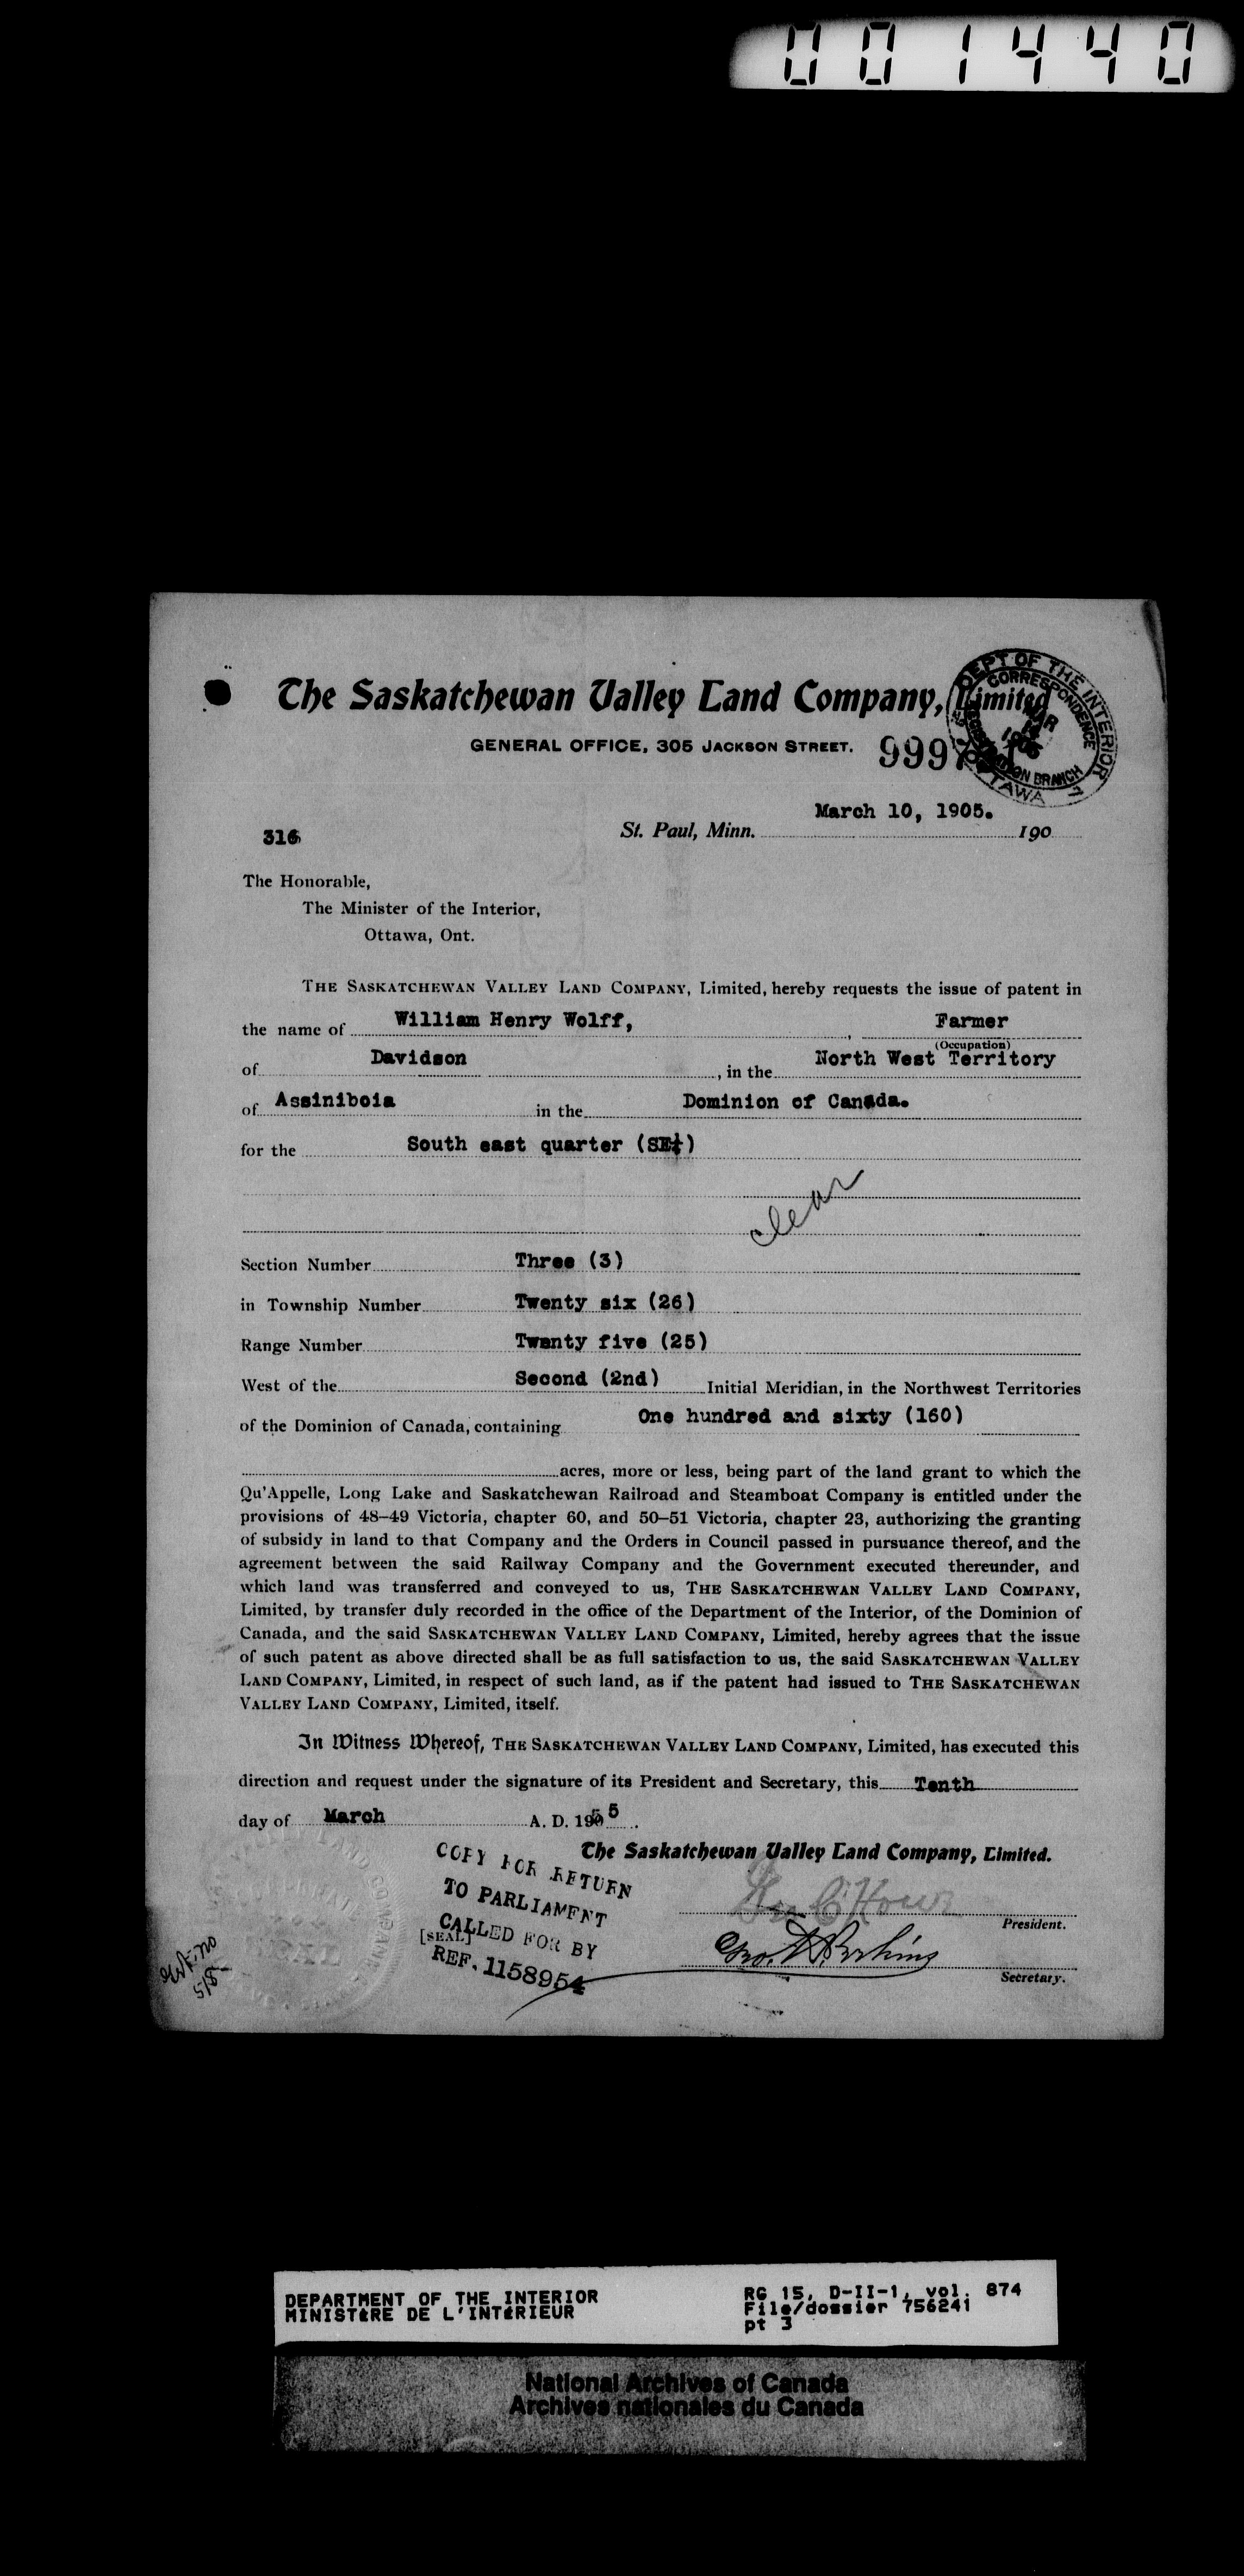 001440
The Saskatchewan Valley Land Company, Limited
GENERAL OFFICE, 305 JACKSON STREET.
DEPT OF THE INTERIOR
CORRESPONDENCE
MAR
1905
REGISTRATION BRANCH
OTTAWA
March 10, 1905.
316
St. Paul, Minn. 190
The Honorable,
The Minister of the Interior,
Ottawa, Ont.
THE SASKATCHEWAN VALLEY LAND COMPANY, Limited, hereby requests the issue of patent in
the name of William Henry Wolff, , Farmer
(Occupation)
of Davidson , in the North West Territory
of Assiniboia in the Dominion of Canada.
for the South east quarter (SE¼)
clear
Section Number Three (3)
in Township Number Twenty six (26)
Range Number Twenty five (25)
West of the Second (2nd) Initial Meridian, in the Northwest Territories
of the Dominion of Canada, containing One hundred and sixty (160)
acres, more or less, being part of the land grant to which the
Qu'Appelle, Long Lake and Saskatchewan Railroad and Steamboat Company is entitled under the
provisions of 48–49 Victoria, chapter 60, and 50–51 Victoria, chapter 23, authorizing the granting
of subsidy in land to that Company and the Orders in Council passed in pursuance thereof, and the
agreement between the said Railway Company and the Government executed thereunder, and
which land was transferred and conveyed to us, THE SASKATCHEWAN VALLEY LAND COMPANY,
Limited, by transfer duly recorded in the office of the Department of the Interior, of the Dominion of
Canada, and the said SASKATCHEWAN VALLEY LAND COMPANY, Limited, hereby agrees that the issue
of such patent as above directed shall be as full satisfaction to us, the said SASKATCHEWAN VALLEY
LAND COMPANY, Limited, in respect of such land, as if the patent had issued to THE SASKATCHEWAN
VALLEY LAND COMPANY, Limited, itself.
In Witness Whereof, THE SASKATCHEWAN VALLEY LAND COMPANY, Limited, has executed this
direction and request under the signature of its President and Secretary, this Tenth
day of March A. D. 1905.
The Saskatchewan Valley Land Company, Limited.
COPY FOR RETURN
TO PARLIAMENT
CALLED FOR BY
REF. 1158954
[SEAL]
President.
Secretary.
DEPARTMENT OF THE INTERIOR
MINISTÈRE DE L'INTÉRIEUR
RG 15, D-II-1, vol. 874
File/dossier 756241
pt 3
National Archives of Canada
Archives nationales du Canada